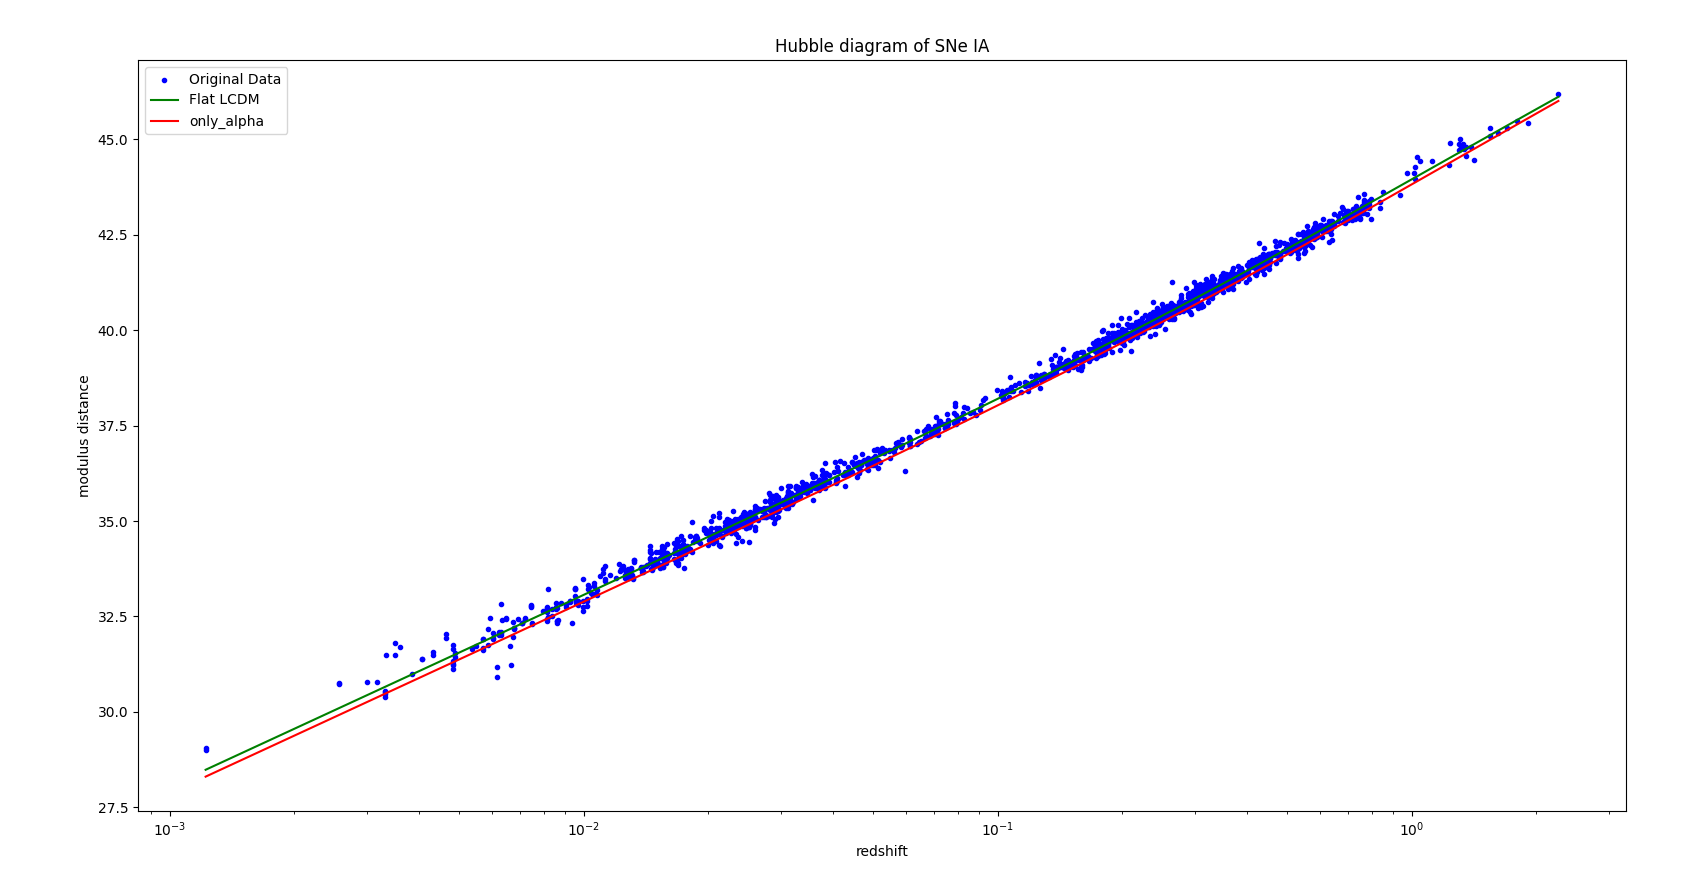 Hubble diagram of SNe IA
Original Data
Flat LCDM
only_alpha
45.0
42.5
40.0
37.5
35.0
32.5
30.0
27.5
modulus distance
10⁻³
10⁻²
10⁻¹
10⁰
redshift